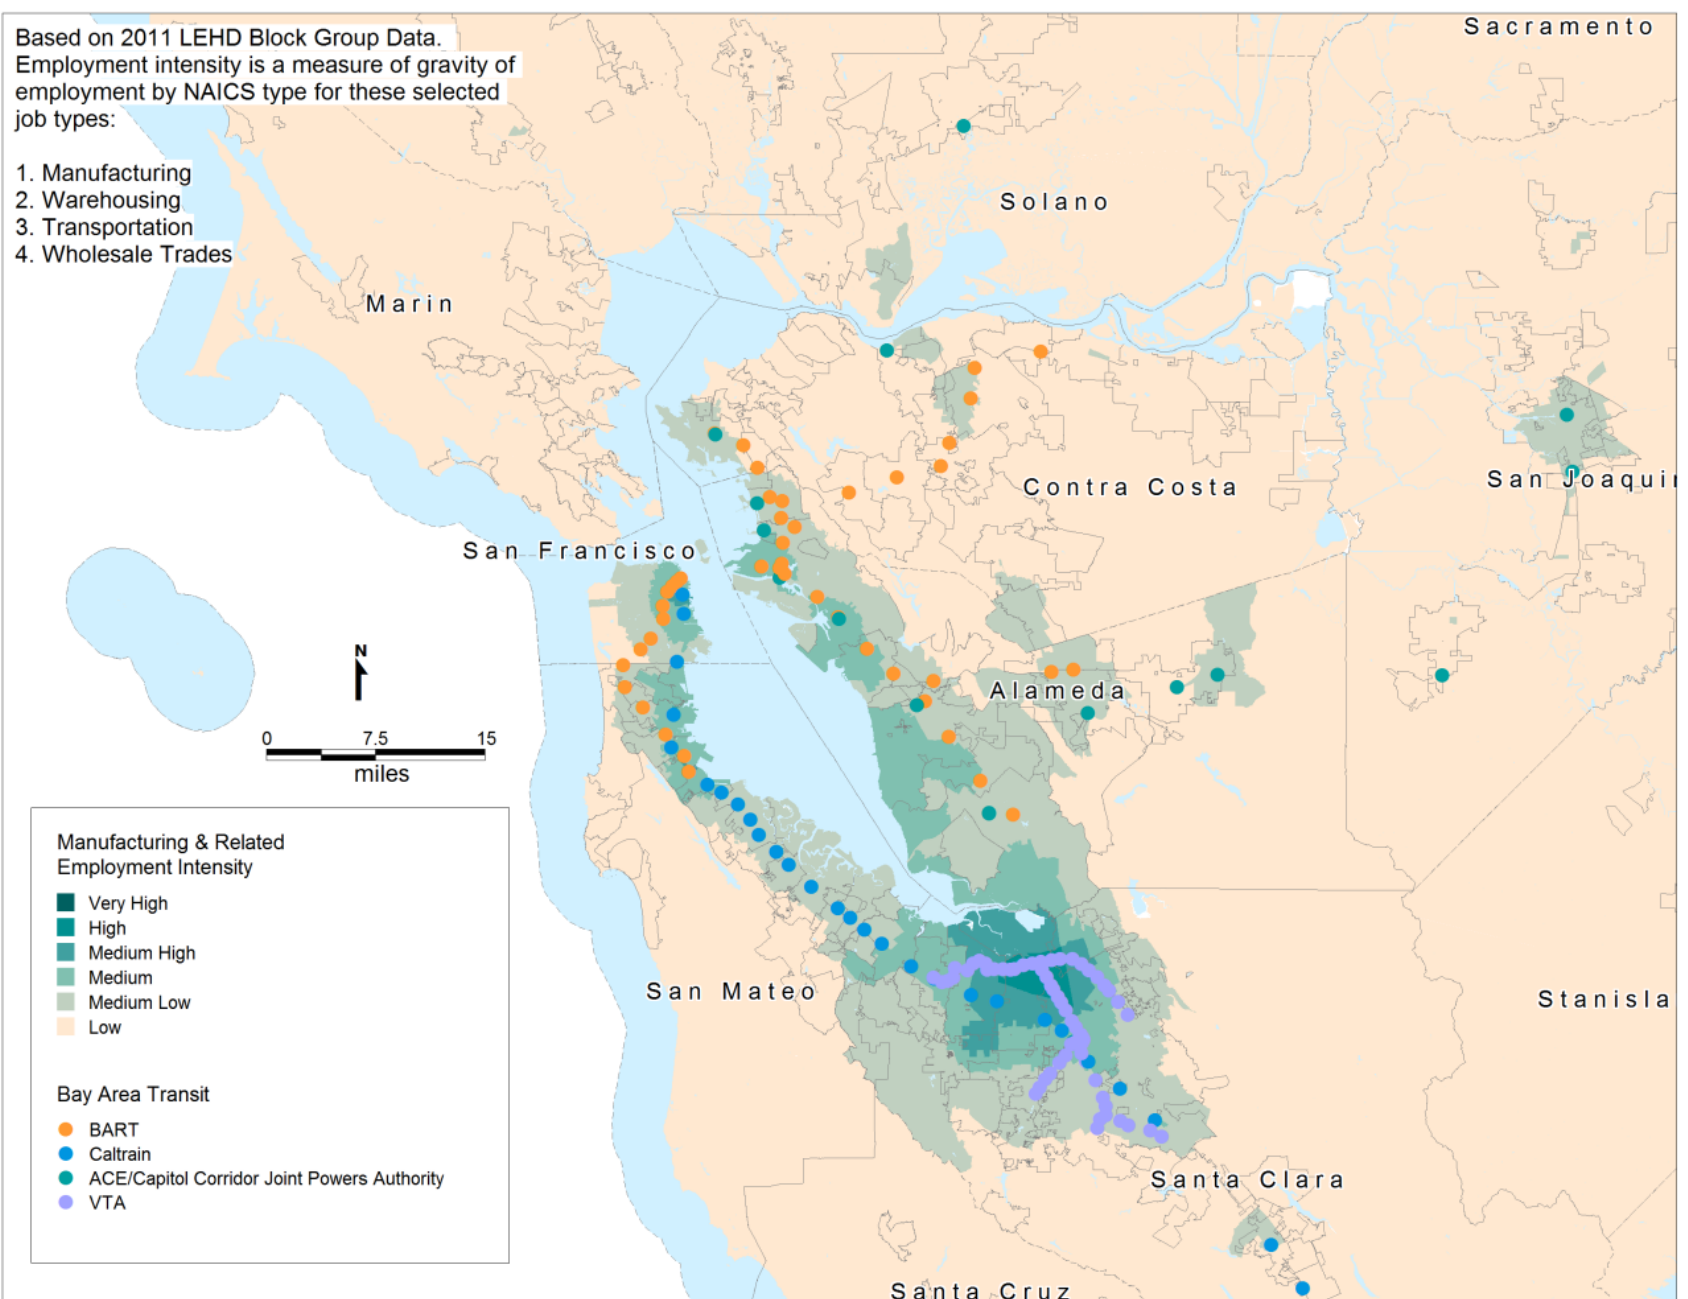 Based on 2011 LEHD Block Group Data.
Employment intensity is a measure of gravity of
employment by NAICS type for these selected
job types:
1. Manufacturing
2. Warehousing
3. Transportation
4. Wholesale Trades
Sacramento
Solano
Marin
Contra Costa
San Joaquin
San Francisco
N
Alameda
0 7.5 15
miles
San Mateo
Stanisla
Santa Clara
Santa Cruz
Manufacturing & Related
Employment Intensity
Very High
High
Medium High
Medium
Medium Low
Low
Bay Area Transit
BART
Caltrain
ACE/Capitol Corridor Joint Powers Authority
VTA